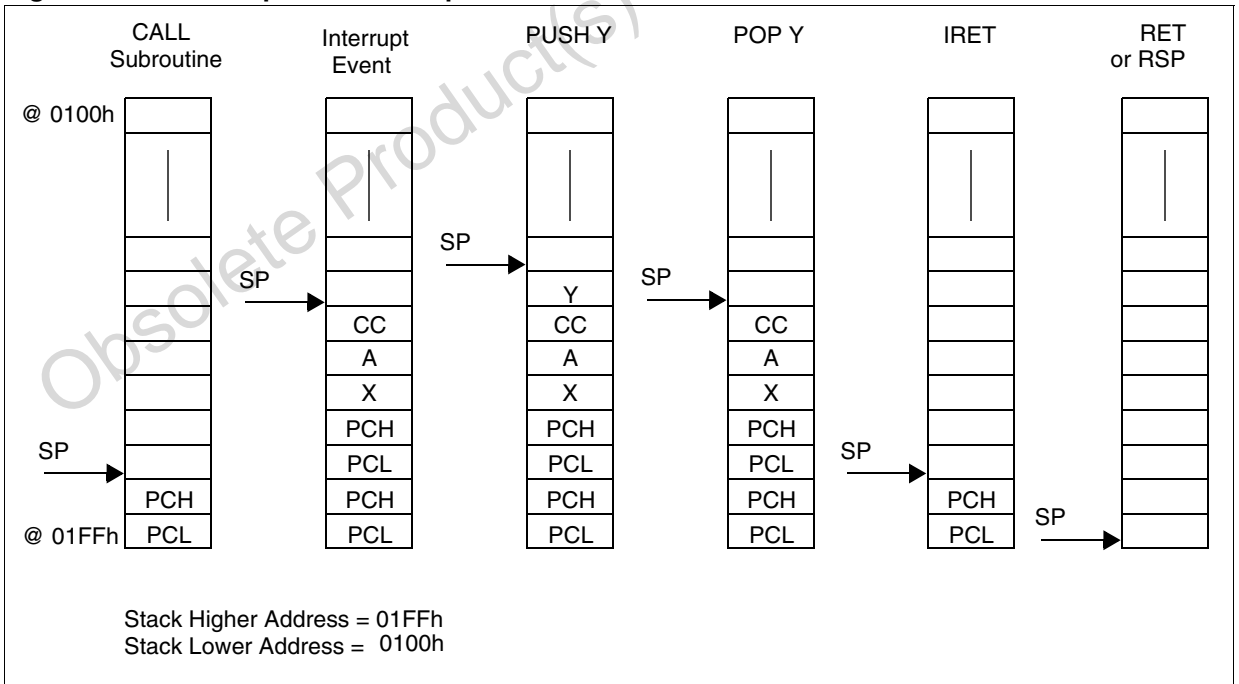 CALL
Subroutine
Interrupt
Event
PUSH Y
POP Y
IRET
RET
or RSP
@ 0100h
SP
PCH
@ 01FFh PCL
SP
CC
A
X
PCH
PCL
PCH
PCL
SP
Y
CC
A
X
PCH
PCL
PCH
PCL
SP
CC
A
X
PCH
PCL
PCH
PCL
SP
PCH
PCL
SP
Stack Higher Address = 01FFh
Stack Lower Address = 0100h
Obsolete Product(s)